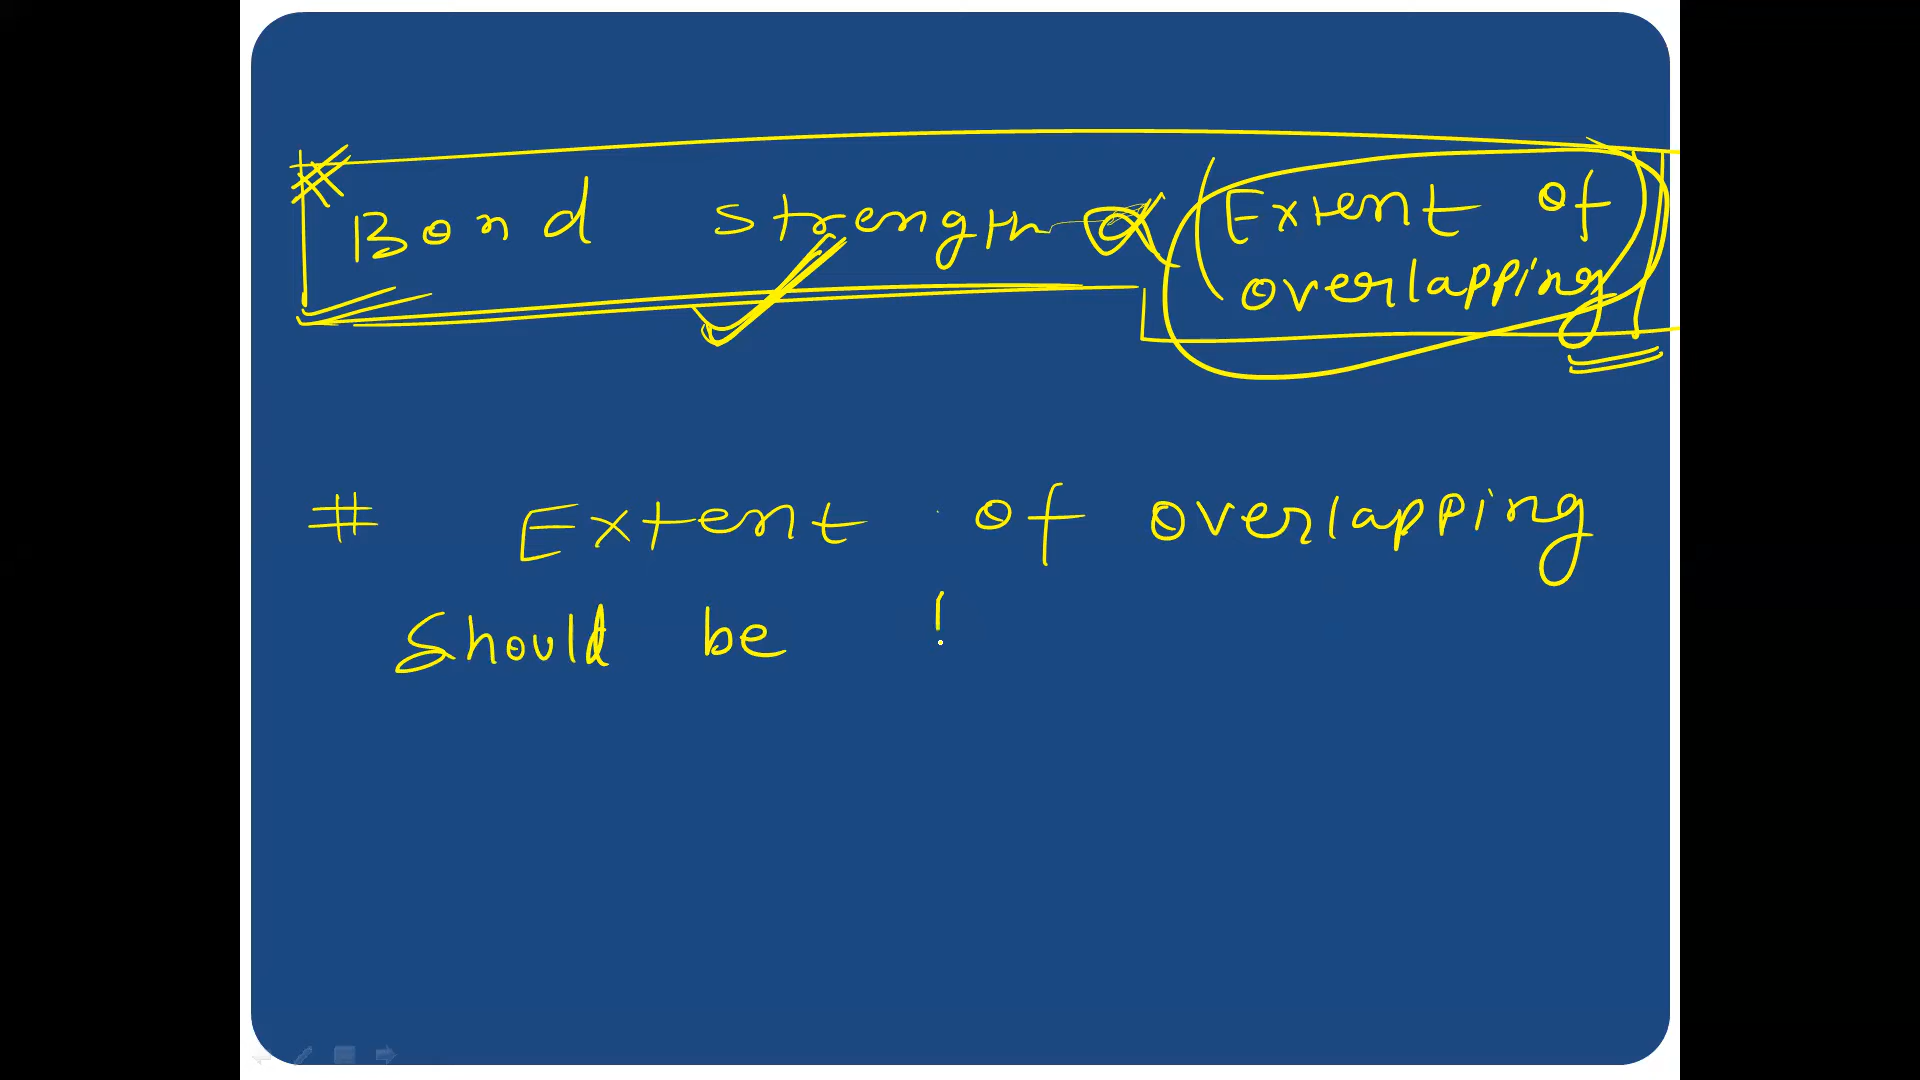 Bond strength ∝ (Extent of
overlapping)
# Extent of overlapping
should be